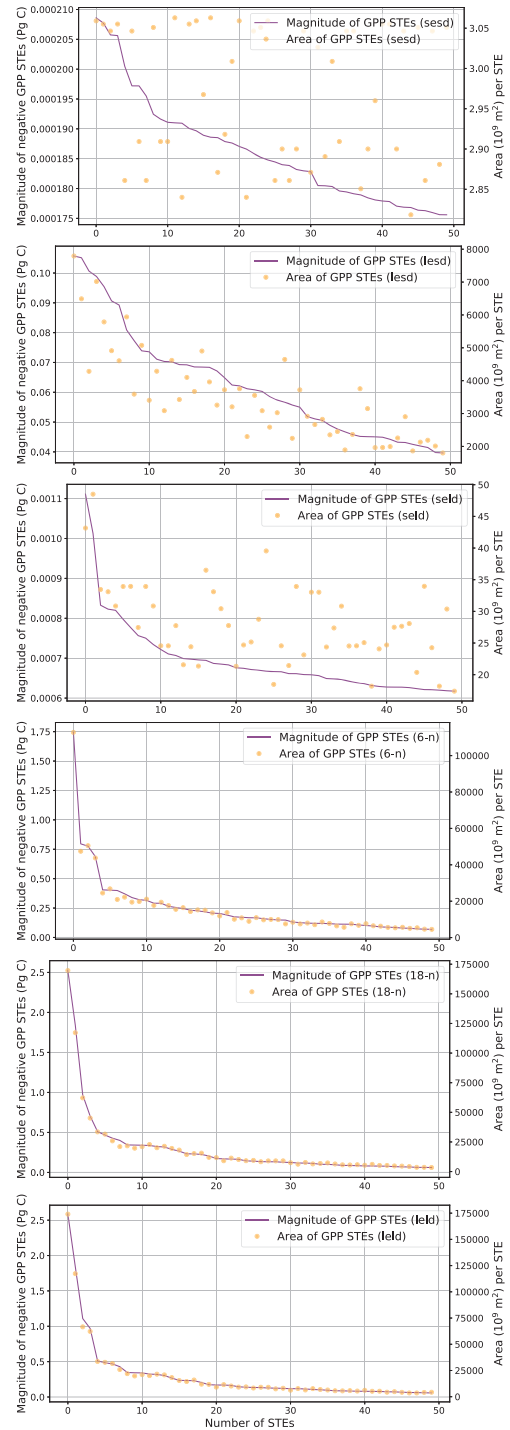 Magnitude of negative GPP STEs (Pg C)
0.000210
0.000205
0.000200
0.000195
0.000190
0.000185
0.000180
0.000175
Magnitude of GPP STEs (sesd)
Area of GPP STEs (sesd)
3.05
3.00
2.95
2.90
2.85
Area (10⁹ m²) per STE
0 10 20 30 40 50
Magnitude of negative GPP STEs (Pg C)
0.10
0.09
0.08
0.07
0.06
0.05
0.04
Magnitude of GPP STEs (lesd)
Area of GPP STEs (lesd)
8000
7000
6000
5000
4000
3000
2000
Area (10⁹ m²) per STE
0 10 20 30 40 50
Magnitude of negative GPP STEs (Pg C)
0.0011
0.0010
0.0009
0.0008
0.0007
0.0006
Magnitude of GPP STEs (seld)
Area of GPP STEs (seld)
50
45
40
35
30
25
20
Area (10⁹ m²) per STE
0 10 20 30 40 50
Magnitude of negative GPP STEs (Pg C)
1.75
1.50
1.25
1.00
0.75
0.50
0.25
0.00
Magnitude of GPP STEs (6-n)
Area of GPP STEs (6-n)
100000
80000
60000
40000
20000
0
Area (10⁹ m²) per STE
0 10 20 30 40 50
Magnitude of negative GPP STEs (Pg C)
2.5
2.0
1.5
1.0
0.5
0.0
Magnitude of GPP STEs (18-n)
Area of GPP STEs (18-n)
175000
150000
125000
100000
75000
50000
25000
0
Area (10⁹ m²) per STE
0 10 20 30 40 50
Magnitude of negative GPP STEs (Pg C)
2.5
2.0
1.5
1.0
0.5
0.0
Magnitude of GPP STEs (leld)
Area of GPP STEs (leld)
175000
150000
125000
100000
75000
50000
25000
0
Area (10⁹ m²) per STE
0 10 20 30 40 50
Number of STEs